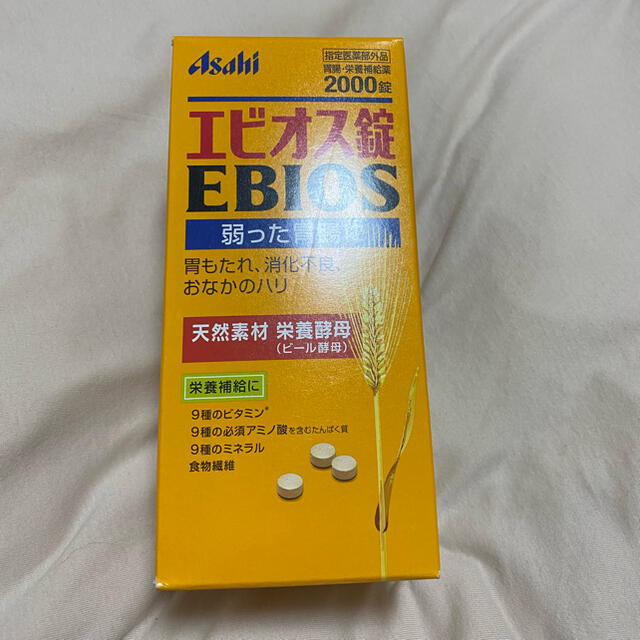 Asahi
指定医薬部外品
胃腸・栄養補給薬
2000錠
エビオス錠
EBIOS
弱った胃腸に
胃もたれ、消化不良、
おなかのハリ
天然素材 栄養酵母
(ビール酵母)
栄養補給に
9種のビタミン*
9種の必須アミノ酸を含むたんぱく質
9種のミネラル
食物繊維